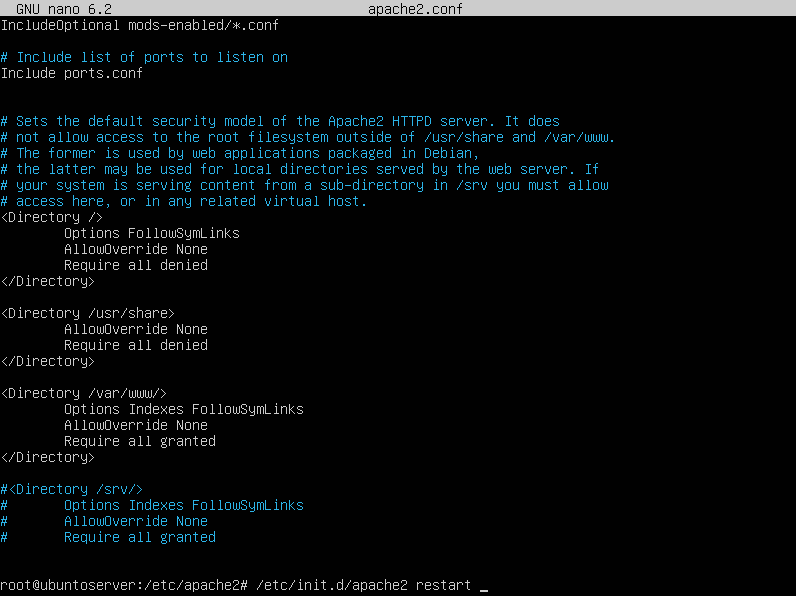 GNU nano 6.2 apache2.conf
IncludeOptional mods-enabled/*.conf
# Include list of ports to listen on
Include ports.conf
# Sets the default security model of the Apache2 HTTPD server. It does
# not allow access to the root filesystem outside of /usr/share and /var/www.
# The former is used by web applications packaged in Debian,
# the latter may be used for local directories served by the web server. If
# your system is serving content from a sub-directory in /srv you must allow
# access here, or in any related virtual host.
<Directory />
        Options FollowSymLinks
        AllowOverride None
        Require all denied
</Directory>
<Directory /usr/share>
        AllowOverride None
        Require all denied
</Directory>
<Directory /var/www/>
        Options Indexes FollowSymLinks
        AllowOverride None
        Require all granted
</Directory>
#<Directory /srv/>
#       Options Indexes FollowSymLinks
#       AllowOverride None
#       Require all granted
root@ubuntoserver:/etc/apache2# /etc/init.d/apache2 restart _